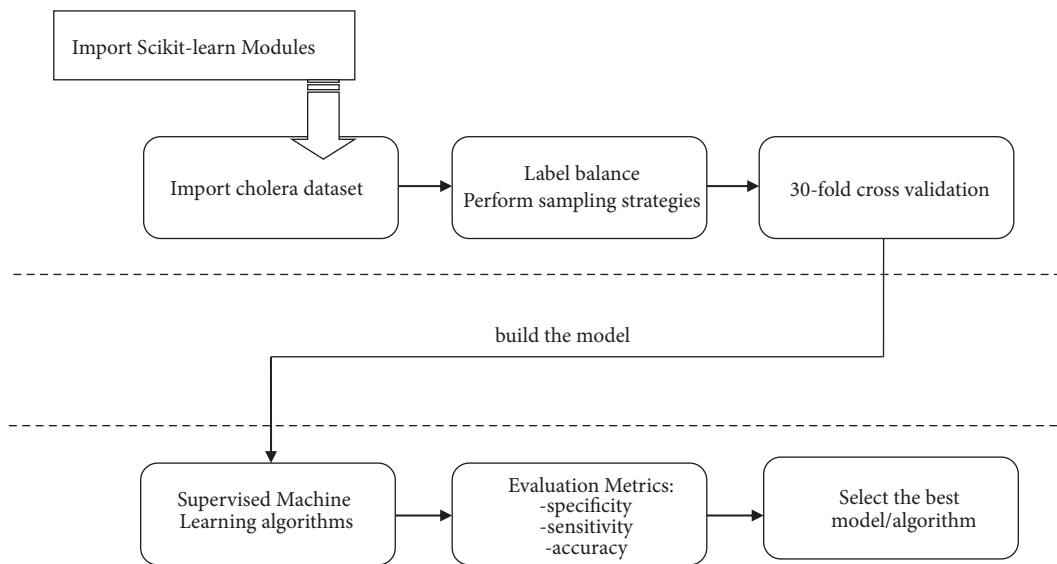 Import Scikit-learn Modules
Import cholera dataset
Label balance
Perform sampling strategies
30-fold cross validation
build the model
Supervised Machine
Learning algorithms
Evaluation Metrics:
-specificity
-sensitivity
-accuracy
Select the best
model/algorithm